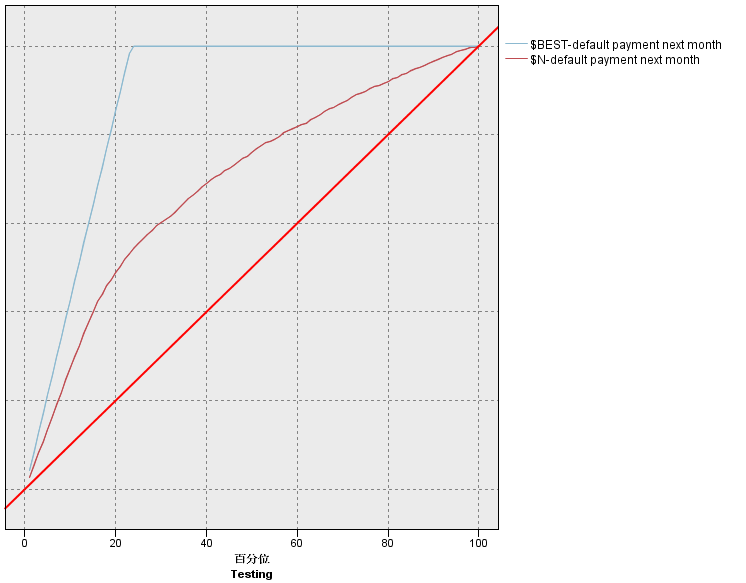 $BEST-default payment next month
$N-default payment next month
0 20 40 60 80 100
百分位
Testing